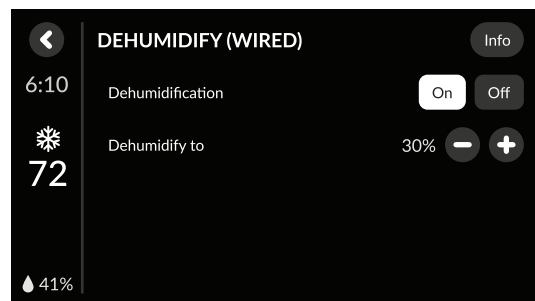 DEHUMIDIFY (WIRED)
Info
6:10
Dehumidification
On
Off
72
Dehumidify to
30%
41%